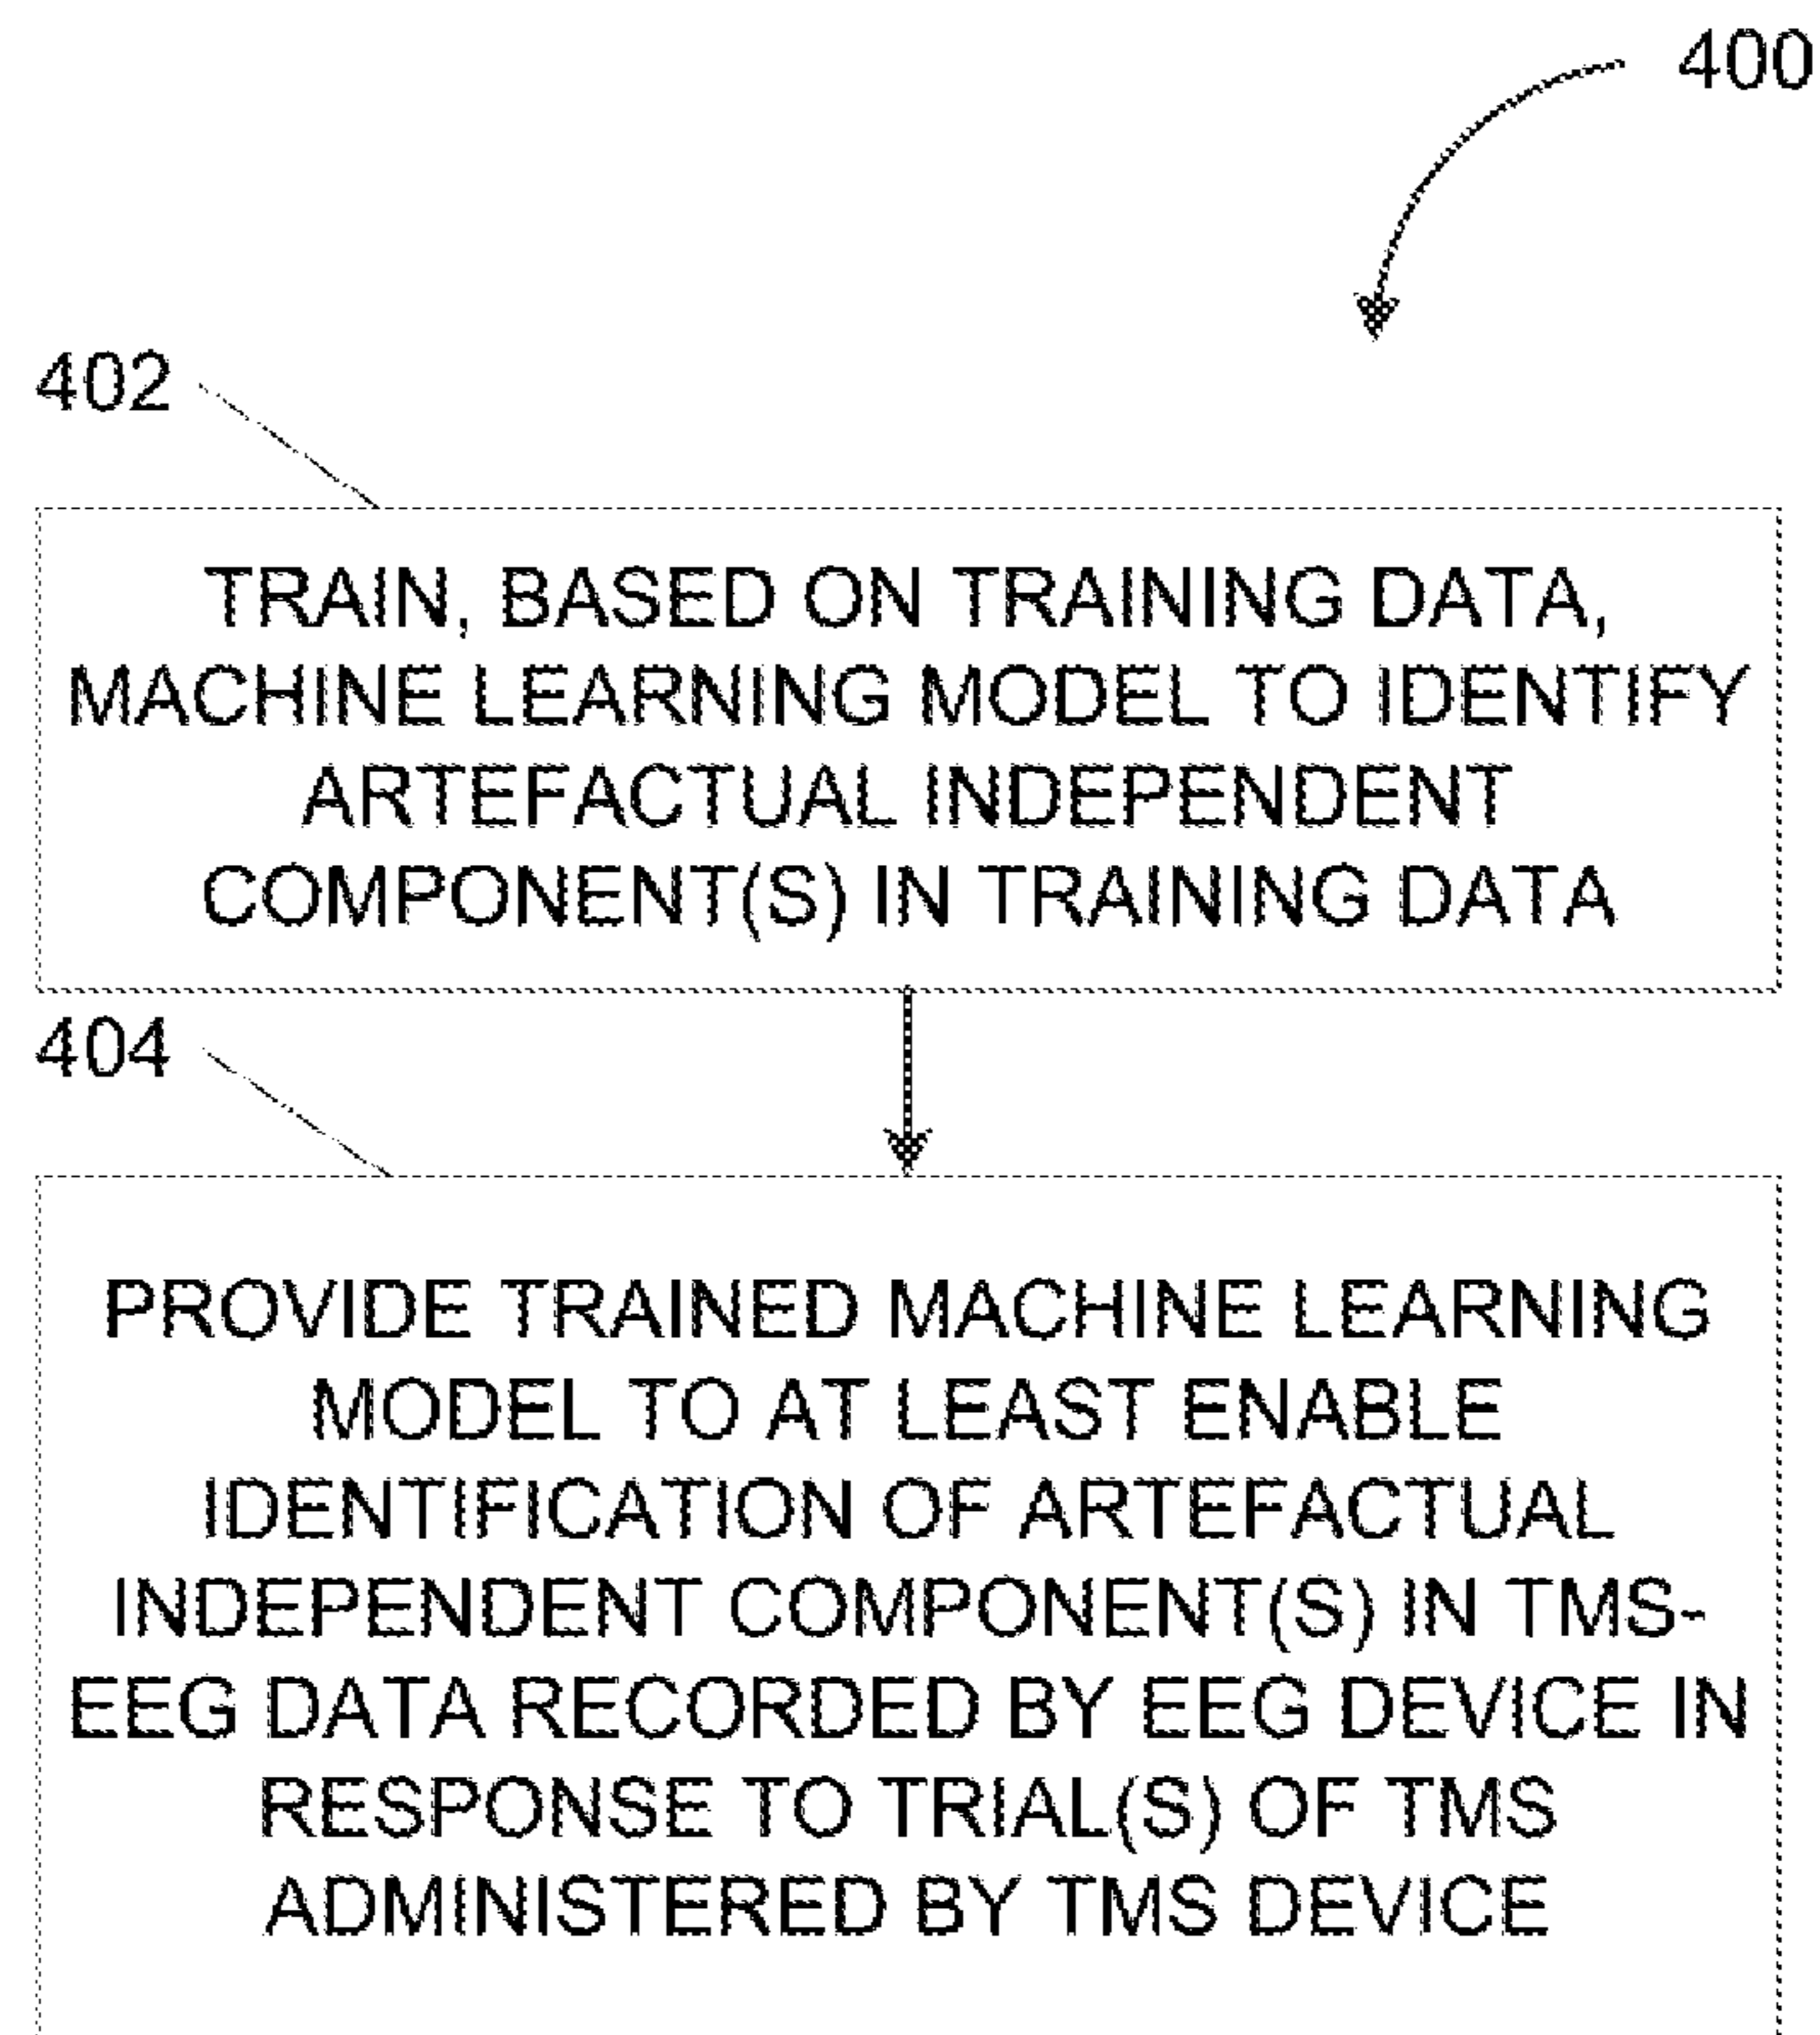 400
402
TRAIN, BASED ON TRAINING DATA,
MACHINE LEARNING MODEL TO IDENTIFY
ARTEFACTUAL INDEPENDENT
COMPONENT(S) IN TRAINING DATA
404
PROVIDE TRAINED MACHINE LEARNING
MODEL TO AT LEAST ENABLE
IDENTIFICATION OF ARTEFACTUAL
INDEPENDENT COMPONENT(S) IN TMS-
EEG DATA RECORDED BY EEG DEVICE IN
RESPONSE TO TRIAL(S) OF TMS
ADMINISTERED BY TMS DEVICE